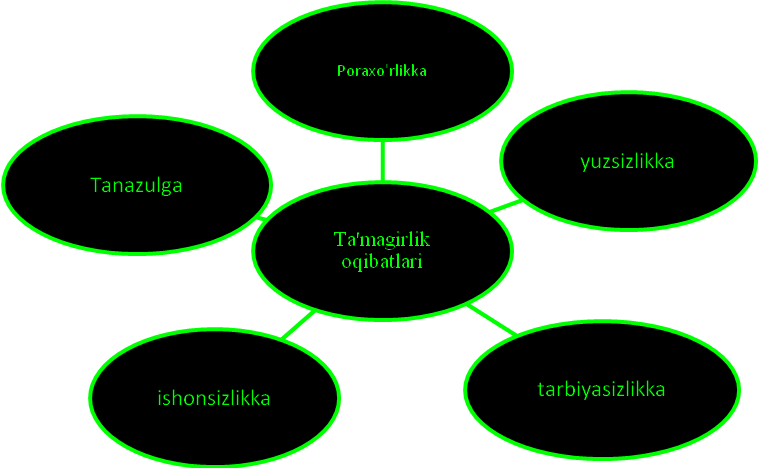 Poraxo'rlikka
yuzsizlikka
Tanazulga
Ta'magirlik
oqibatlari
tarbiyasizlikka
ishonsizlikka